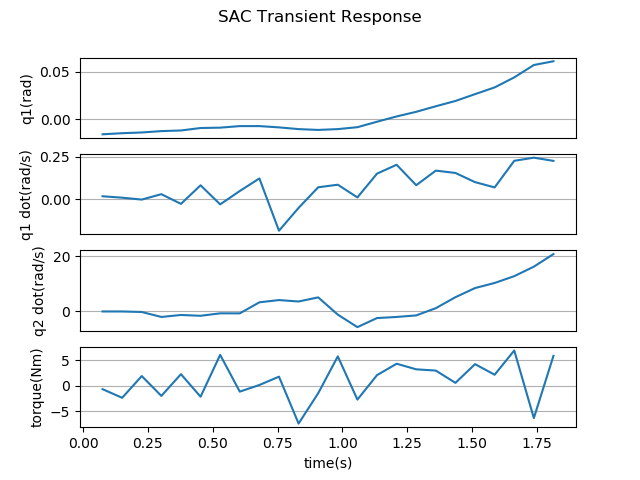 SAC Transient Response
q1(rad)
0.05
0.00
q1 dot(rad/s)
0.25
0.00
q2 dot(rad/s)
20
0
torque(Nm)
5
0
−5
0.00 0.25 0.50 0.75 1.00 1.25 1.50 1.75
time(s)